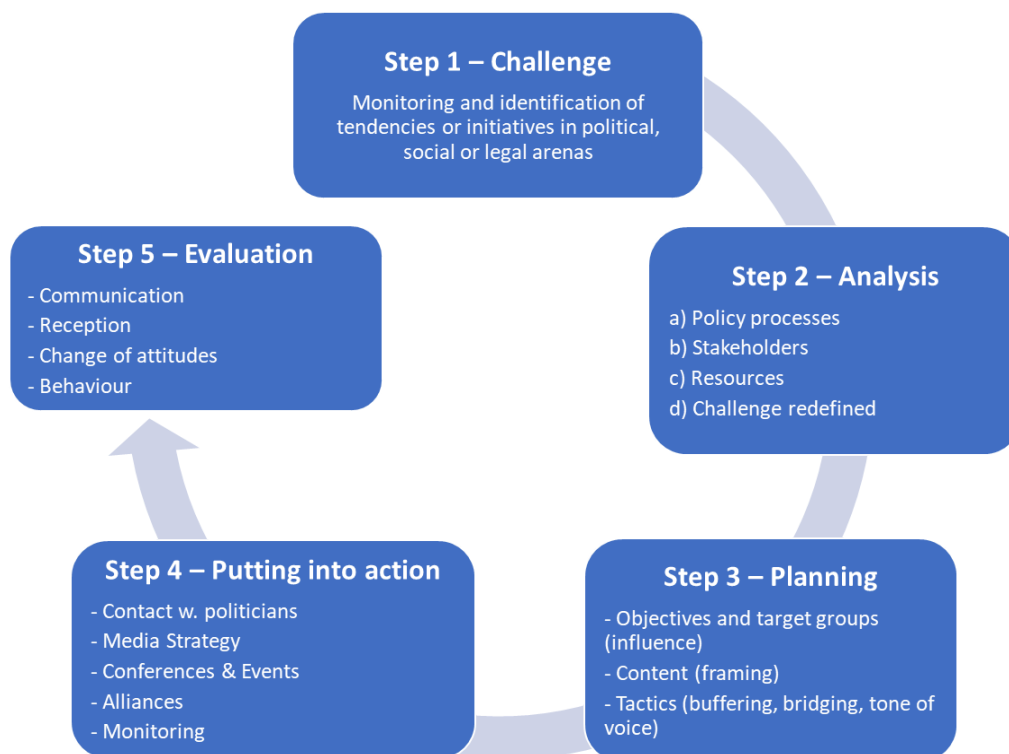 Step 1 – Challenge
Monitoring and identification of
tendencies or initiatives in political,
social or legal arenas
Step 2 – Analysis
a) Policy processes
b) Stakeholders
c) Resources
d) Challenge redefined
Step 3 – Planning
- Objectives and target groups
(influence)
- Content (framing)
- Tactics (buffering, bridging, tone of
voice)
Step 4 – Putting into action
- Contact w. politicians
- Media Strategy
- Conferences & Events
- Alliances
- Monitoring
Step 5 – Evaluation
- Communication
- Reception
- Change of attitudes
- Behaviour